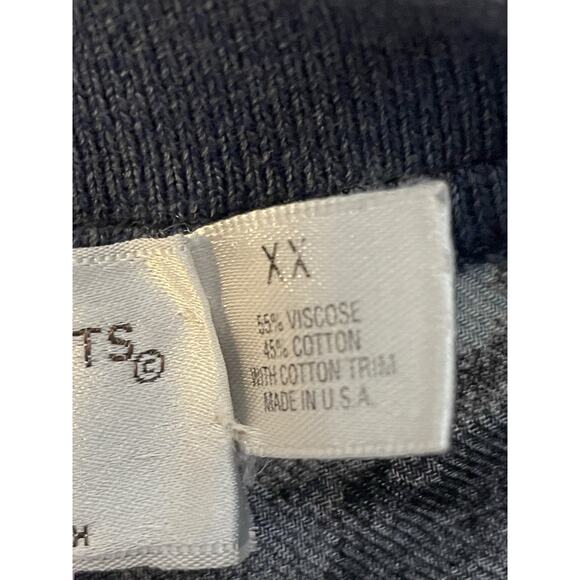 XX
55% VISCOSE
45% COTTON
WITH COTTON TRIM
MADE IN U.S.A.
TS©
K